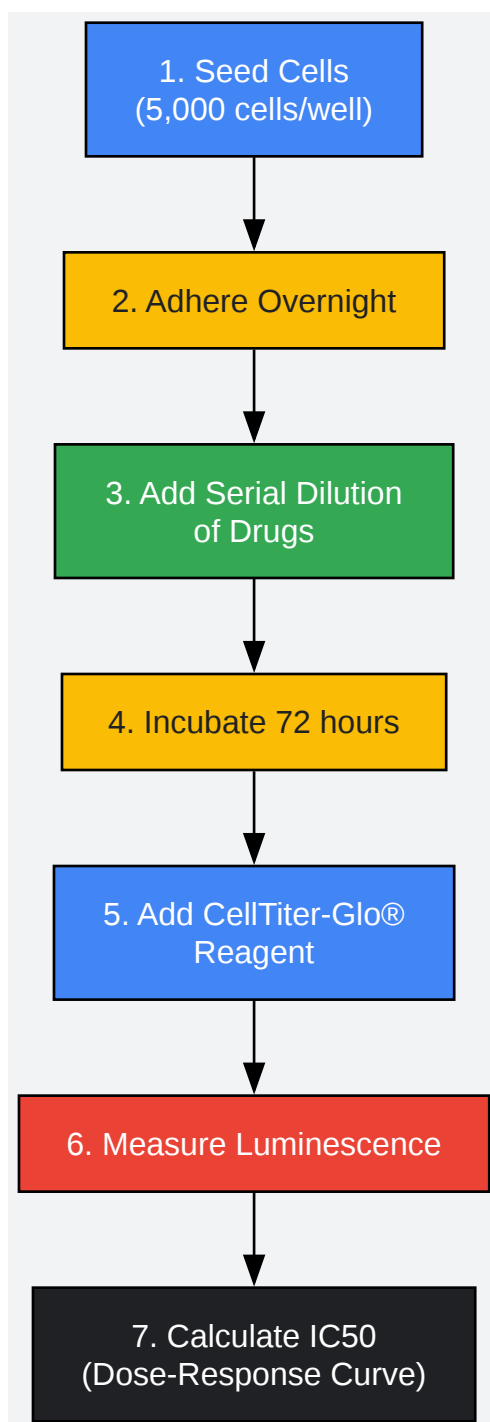 1. Seed Cells
(5,000 cells/well)
2. Adhere Overnight
3. Add Serial Dilution
of Drugs
4. Incubate 72 hours
5. Add CellTiter-Glo®
Reagent
6. Measure Luminescence
7. Calculate IC50
(Dose-Response Curve)